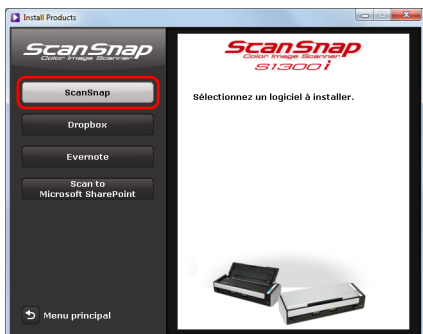 Install Products
ScanSnap
Color Image Scanner
ScanSnap
Dropbox
Evernote
Scan to
Microsoft SharePoint
Menu principal
ScanSnap
Color Image Scanner
S1300i
Sélectionnez un logiciel à installer.